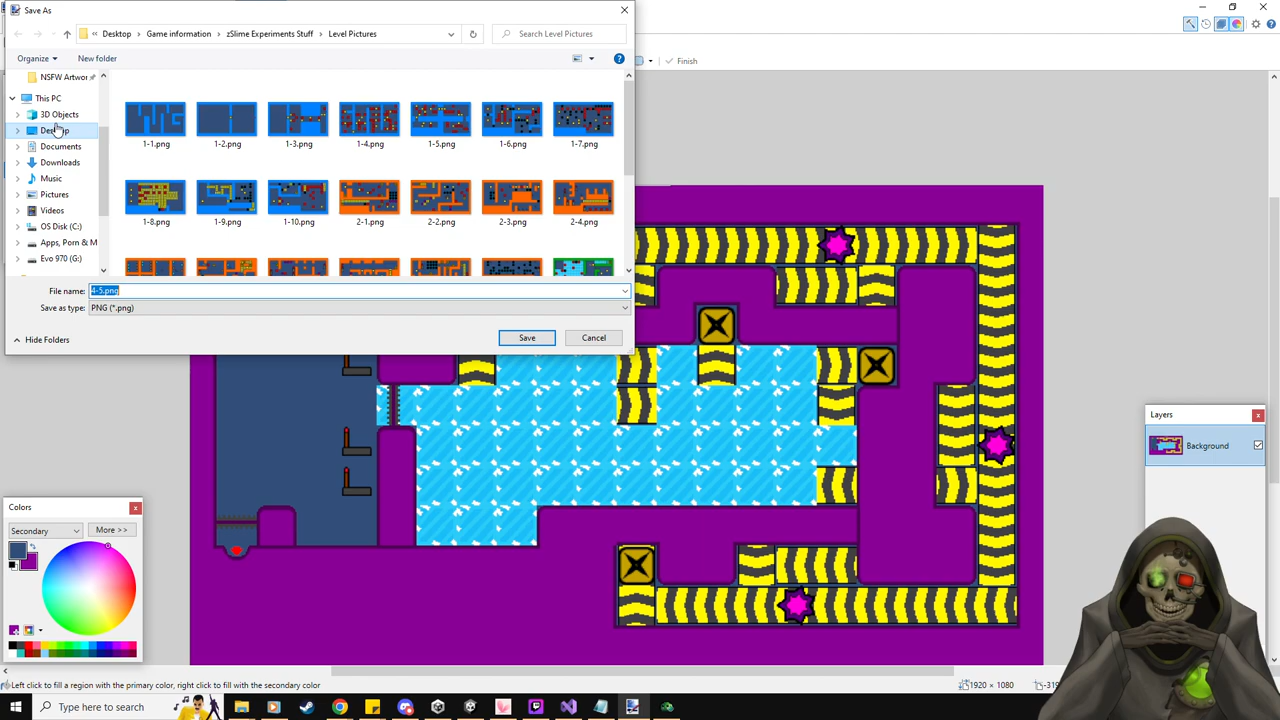 Save As
« Desktop > Game information > zSlime Experiments Stuff > Level Pictures
Search Level Pictures
Organize
New folder
Finish
NSFW Artwor
This PC
3D Objects
Desktop
Documents
Downloads
Music
Pictures
Videos
OS Disk (C:)
Apps, Porn & M
Evo 970 (G:)
1-1.png
1-2.png
1-3.png
1-4.png
1-5.png
1-6.png
1-7.png
1-8.png
1-9.png
1-10.png
2-1.png
2-2.png
2-3.png
2-4.png
File name:
4-5.png
Save as type:
PNG (*.png)
Hide Folders
Save
Cancel
Layers
Background
Colors
Secondary
More >>
Left click to fill a region with the primary color, right click to fill with the secondary color
1920 × 1080
Type here to search